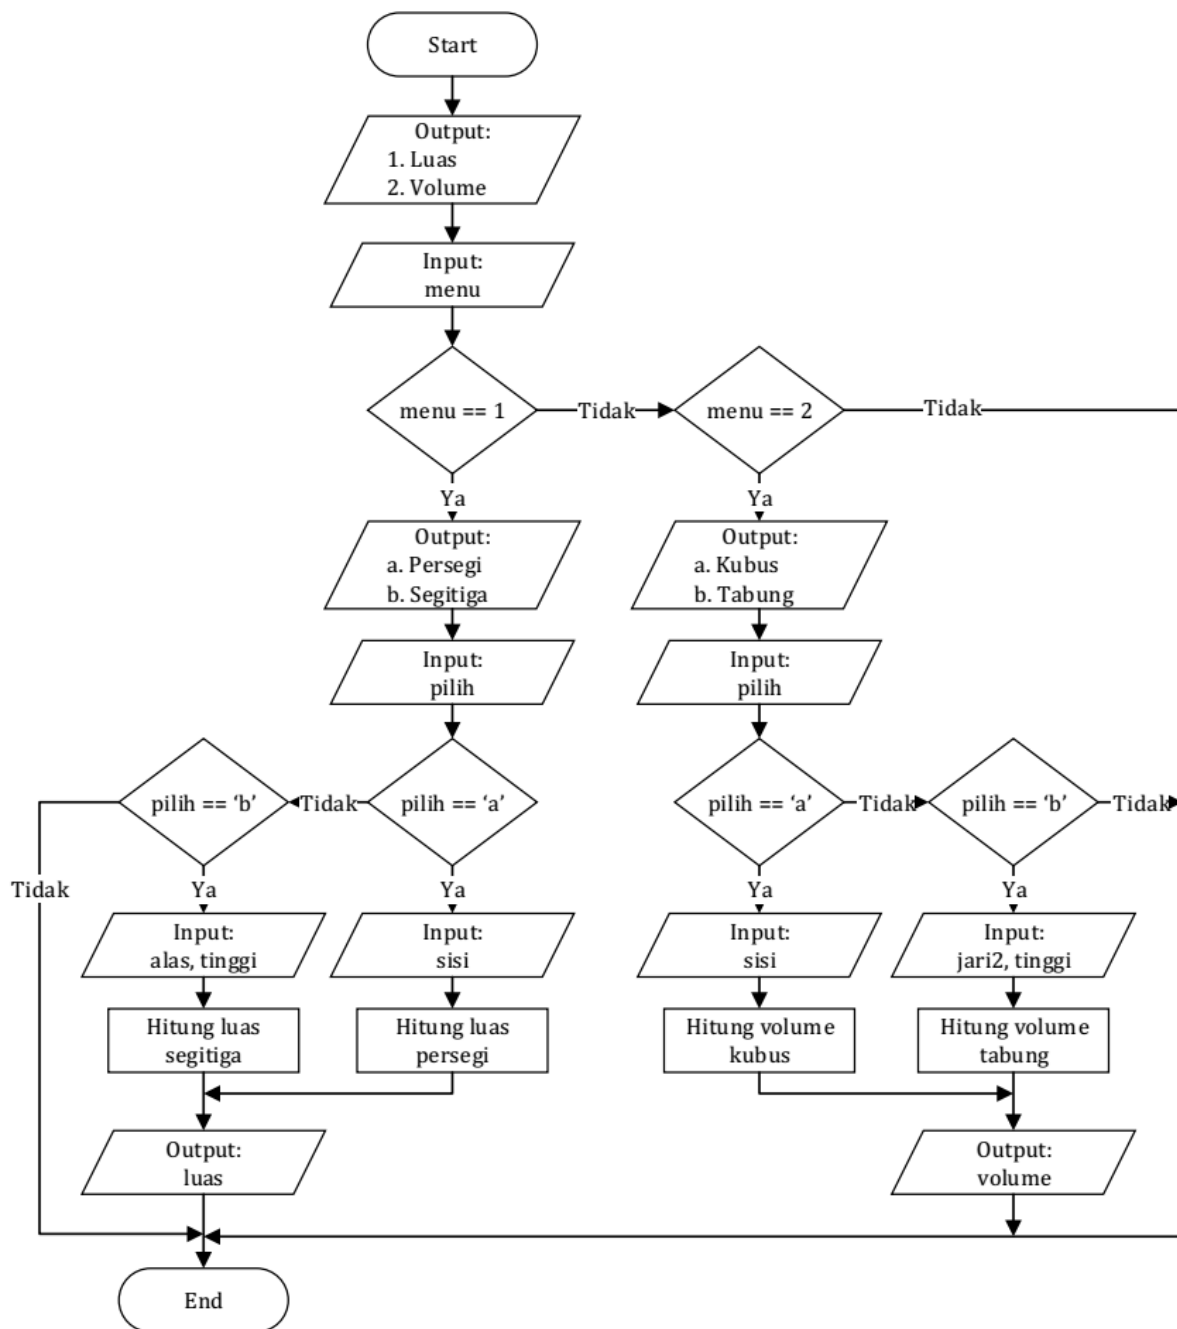 Start
Output:
1. Luas
2. Volume
Input:
menu
menu == 1
Tidak
menu == 2
Tidak
Ya
Ya
Output:
a. Persegi
b. Segitiga
Output:
a. Kubus
b. Tabung
Input:
pilih
Input:
pilih
pilih == ‘b’
Tidak
pilih == ‘a’
pilih == ‘a’
Tidak
pilih == ‘b’
Tidak
Tidak
Ya
Ya
Ya
Ya
Input:
alas, tinggi
Input:
sisi
Input:
sisi
Input:
jari2, tinggi
Hitung luas
segitiga
Hitung luas
persegi
Hitung volume
kubus
Hitung volume
tabung
Output:
luas
Output:
volume
End